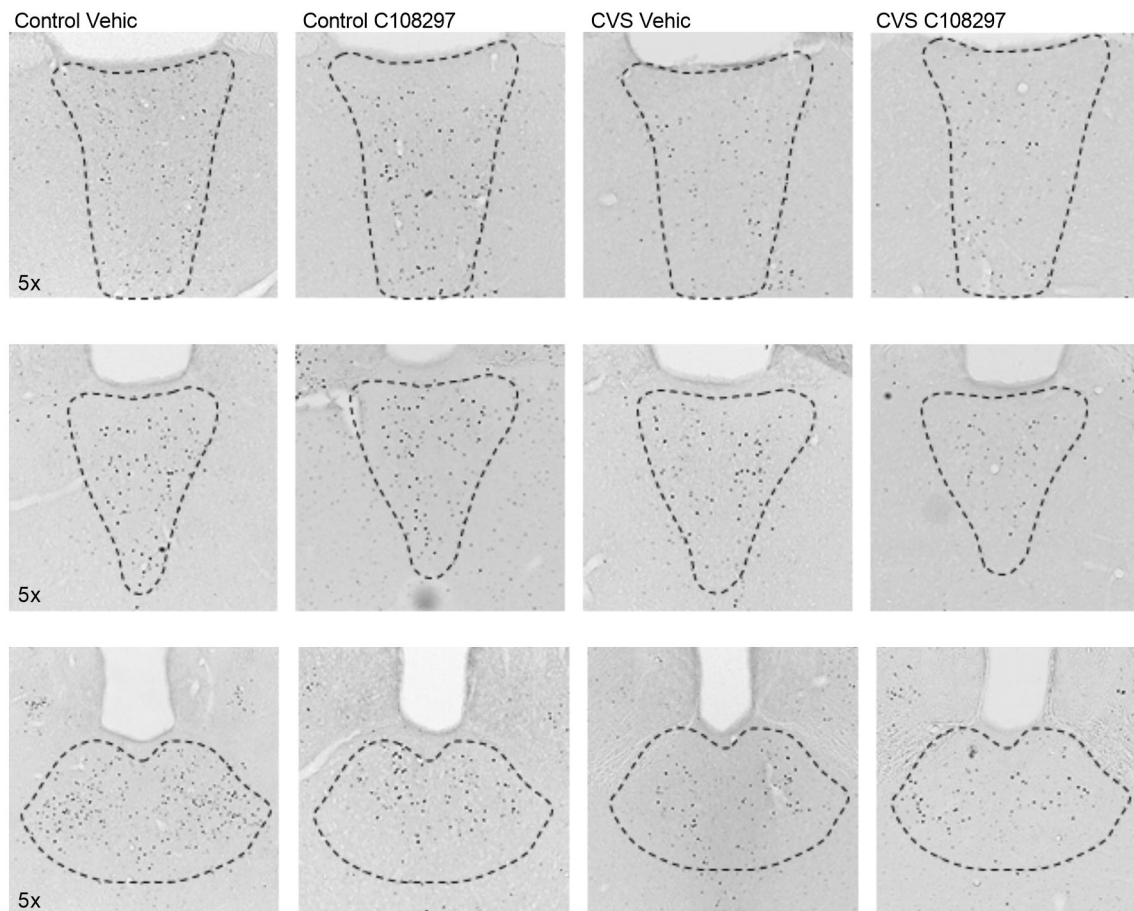 Control Vehic
Control C108297
CVS Vehic
CVS C108297
5x
5x
5x